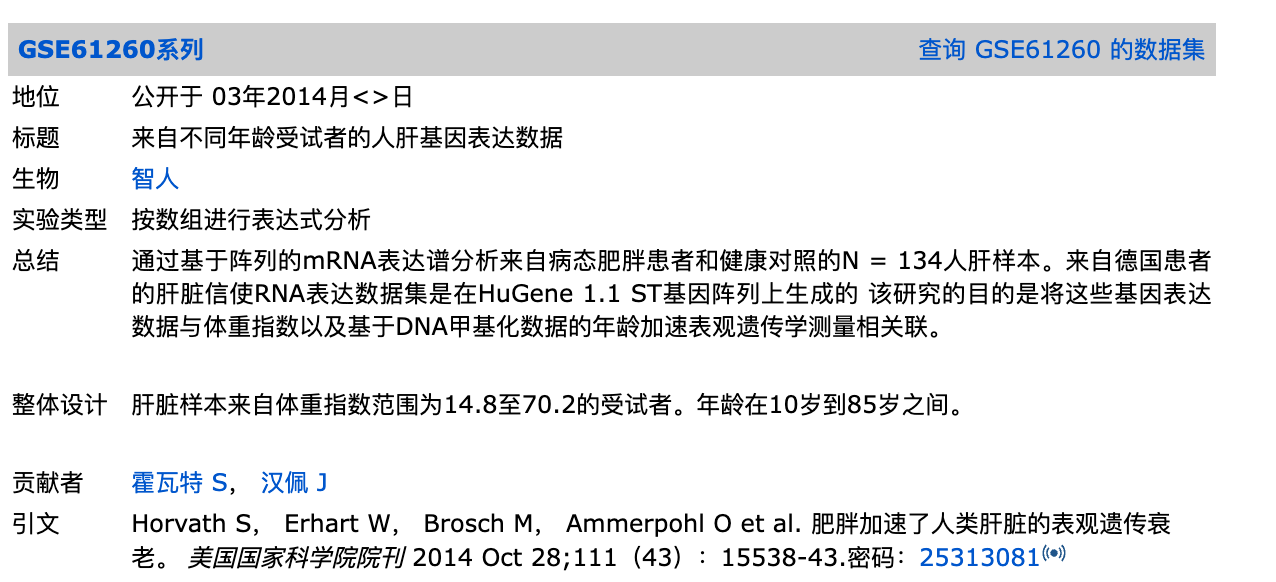 GSE61260系列 查询 GSE61260 的数据集
地位 公开于 03年2014月<>日
标题 来自不同年龄受试者的人肝基因表达数据
生物 智人
实验类型 按数组进行表达式分析
总结 通过基于阵列的mRNA表达谱分析来自病态肥胖患者和健康对照的N = 134人肝样本。来自德国患者
的肝脏信使RNA表达数据集是在HuGene 1.1 ST基因阵列上生成的 该研究的目的是将这些基因表达
数据与体重指数以及基于DNA甲基化数据的年龄加速表观遗传学测量相关联。
整体设计 肝脏样本来自体重指数范围为14.8至70.2的受试者。年龄在10岁到85岁之间。
贡献者 霍瓦特 S， 汉佩 J
引文 Horvath S， Erhart W， Brosch M， Ammerpohl O et al. 肥胖加速了人类肝脏的表观遗传衰
老。 美国国家科学院院刊 2014 Oct 28;111（43）：15538-43.密码：25313081